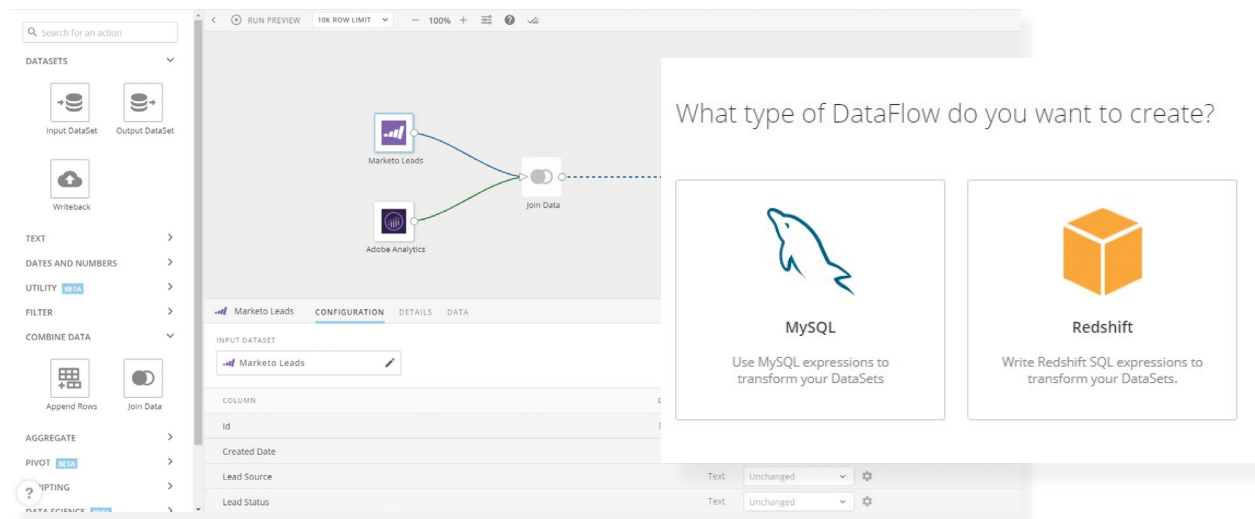 Search for an action
DATASETS
Input DataSet
Output DataSet
Writeback
TEXT
DATES AND NUMBERS
UTILITY BETA
FILTER
COMBINE DATA
Append Rows
Join Data
AGGREGATE
PIVOT BETA
?
DATA SCIENCE BETA
RUN PREVIEW
10K ROW LIMIT
100%
Marketo Leads
Adobe Analytics
Join Data
Marketo Leads
CONFIGURATION
DETAILS
DATA
INPUT DATASET
Marketo Leads
COLUMN
Id
Created Date
Lead Source
Text
Unchanged
Lead Status
Text
Unchanged
What type of DataFlow do you want to create?
MySQL
Use MySQL expressions to
transform your DataSets
Redshift
Write Redshift SQL expressions to
transform your DataSets.